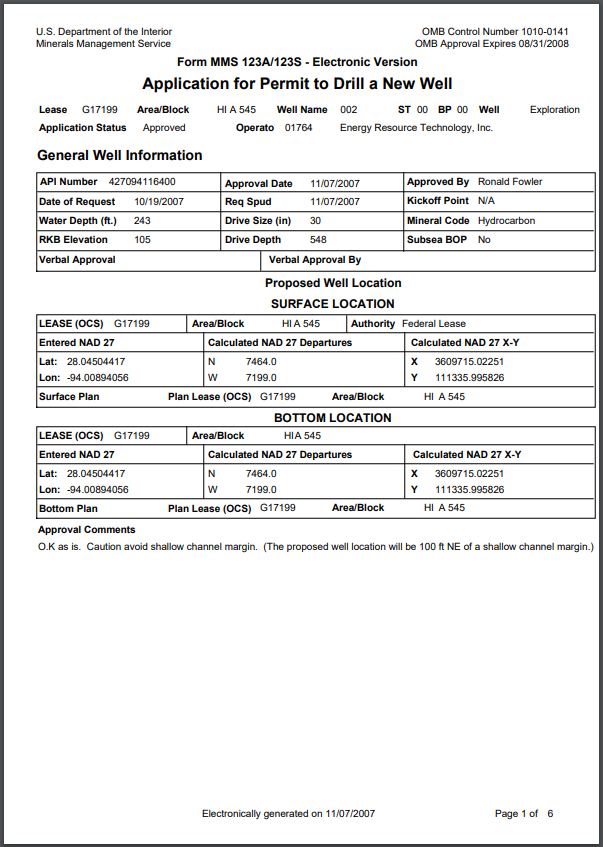 U.S. Department of the Interior OMB Control Number 1010-0141
Minerals Management Service OMB Approval Expires 08/31/2008
Form MMS 123A/123S - Electronic Version
Application for Permit to Drill a New Well
Lease G17199 Area/Block HI A 545 Well Name 002 ST 00 BP 00 Well Exploration
Application Status Approved Operato 01764 Energy Resource Technology, Inc.
General Well Information
API Number 427094116400 Approval Date 11/07/2007 Approved By Ronald Fowler
Date of Request 10/19/2007 Req Spud 11/07/2007 Kickoff Point N/A
Water Depth (ft.) 243 Drive Size (in) 30 Mineral Code Hydrocarbon
RKB Elevation 105 Drive Depth 548 Subsea BOP No
Verbal Approval Verbal Approval By
Proposed Well Location
SURFACE LOCATION
LEASE (OCS) G17199 Area/Block HI A 545 Authority Federal Lease
Entered NAD 27 Calculated NAD 27 Departures Calculated NAD 27 X-Y
Lat: 28.04504417 N 7464.0 X 3609715.02251
Lon: -94.00894056 W 7199.0 Y 111335.995826
Surface Plan Plan Lease (OCS) G17199 Area/Block HI A 545
BOTTOM LOCATION
LEASE (OCS) G17199 Area/Block HI A 545
Entered NAD 27 Calculated NAD 27 Departures Calculated NAD 27 X-Y
Lat: 28.04504417 N 7464.0 X 3609715.02251
Lon: -94.00894056 W 7199.0 Y 111335.995826
Bottom Plan Plan Lease (OCS) G17199 Area/Block HI A 545
Approval Comments
O.K as is. Caution avoid shallow channel margin. (The proposed well location will be 100 ft NE of a shallow channel margin.)
Electronically generated on 11/07/2007 Page 1 of 6